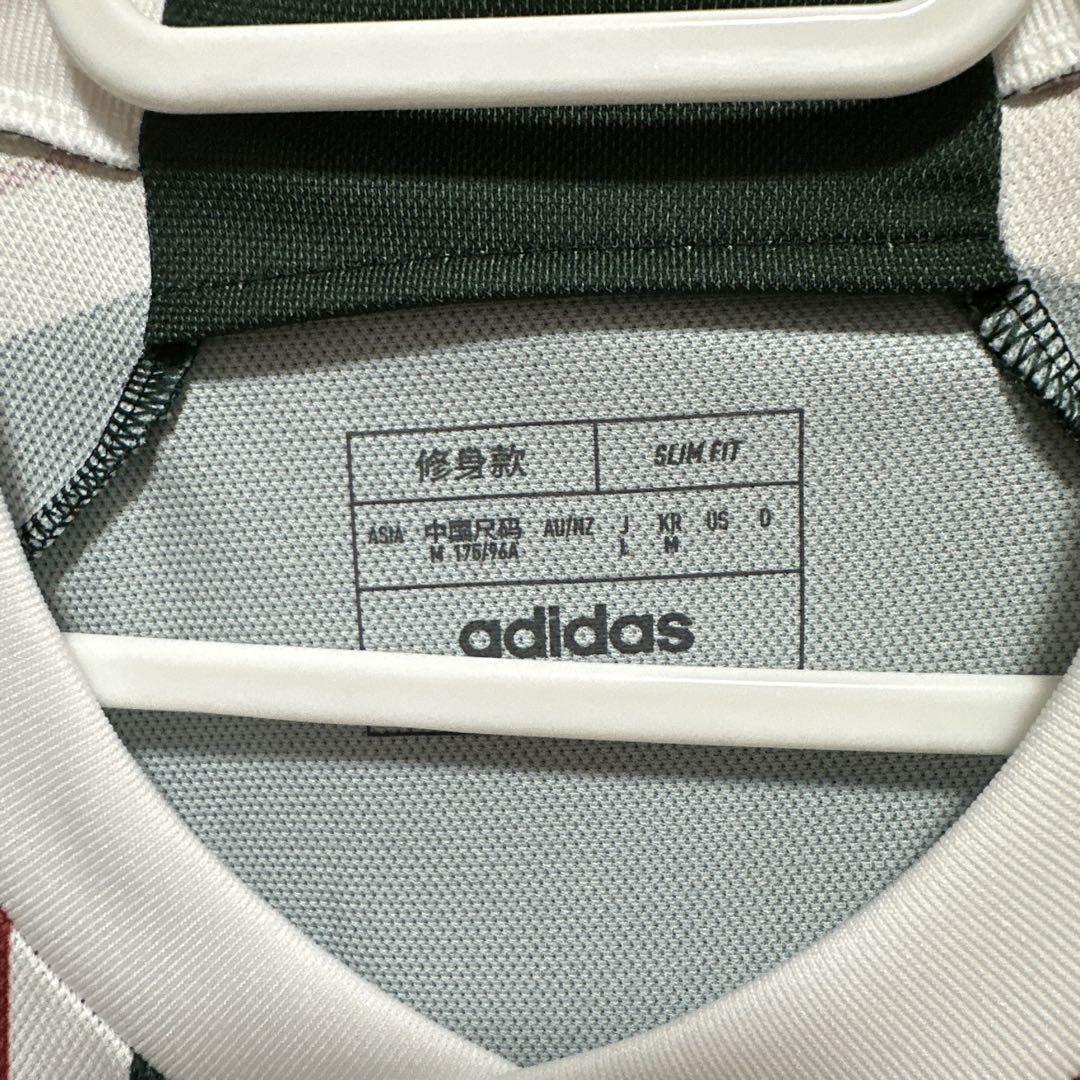 修身款 SLIM FIT
ASIA 中国尺码 AU/NZ J KR US D
M 175/96A L M
adidas